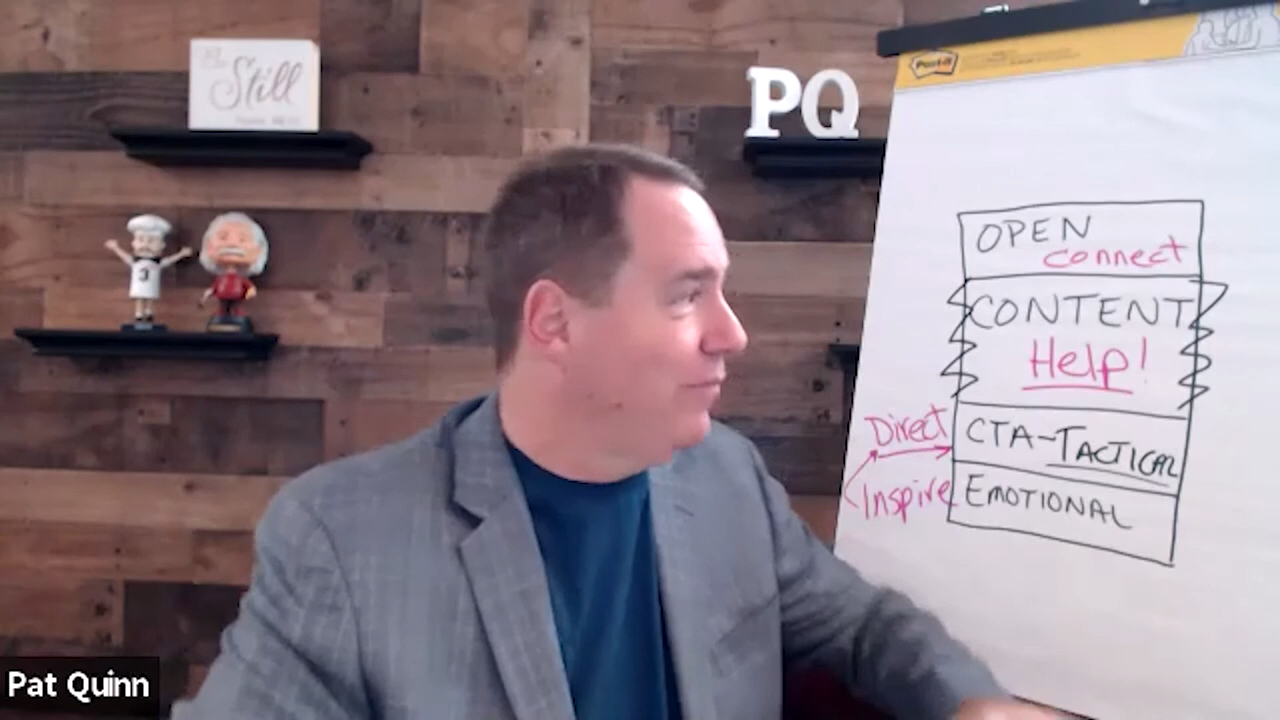 Still
PQ
Post-it
OPEN
connect
CONTENT
Help!
Direct
CTA-TACTICAL
Inspire
EMOTIONAL
Pat Quinn